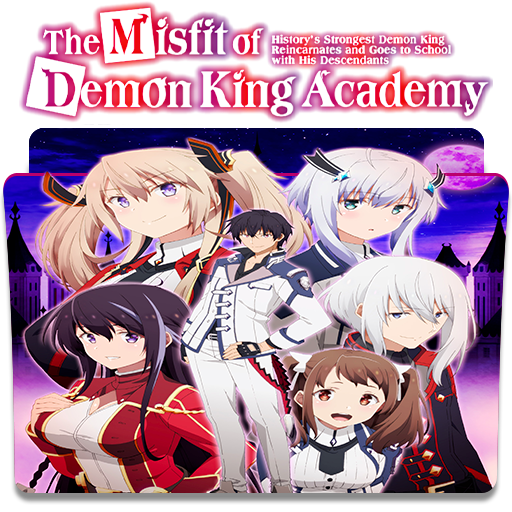 The Misfit of
History's Strongest Demon King
Reincarnates and Goes to School
with His Descendants
Demon King Academy